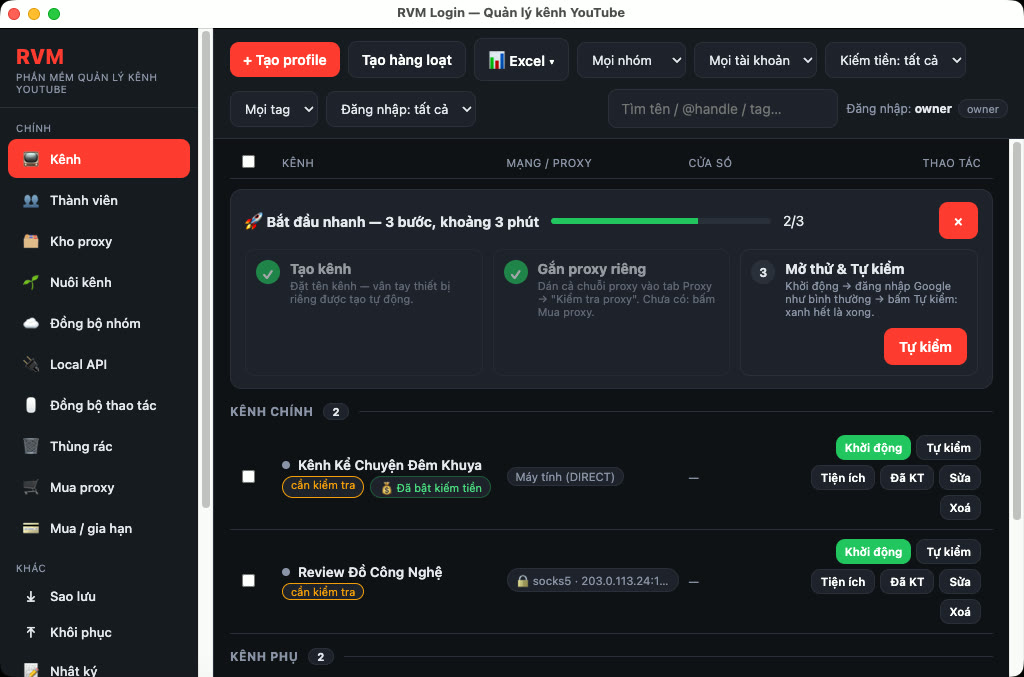 RVM Login — Quản lý kênh YouTube
RVM
PHẦN MỀM QUẢN LÝ KÊNH
YOUTUBE
CHÍNH
Kênh
Thành viên
Kho proxy
Nuôi kênh
Đồng bộ nhóm
Local API
Đồng bộ thao tác
Thùng rác
Mua proxy
Mua / gia hạn
KHÁC
Sao lưu
Khôi phục
Nhật ký
+ Tạo profile
Tạo hàng loạt
Excel ▾
Mọi nhóm
Mọi tài khoản
Kiếm tiền: tất cả
Mọi tag
Đăng nhập: tất cả
Tìm tên / @handle / tag...
Đăng nhập: owner
owner
KÊNH
MẠNG / PROXY
CỬA SỔ
THAO TÁC
Bắt đầu nhanh — 3 bước, khoảng 3 phút
2/3
×
Tạo kênh
Đặt tên kênh — vân tay thiết bị
riêng được tạo tự động.
Gắn proxy riêng
Dán cả chuỗi proxy vào tab Proxy
→ "Kiểm tra proxy". Chưa có: bấm
Mua proxy.
3
Mở thử & Tự kiểm
Khởi động → đăng nhập Google
như bình thường → bấm Tự kiểm:
xanh hết là xong.
Tự kiểm
KÊNH CHÍNH 2
Kênh Kể Chuyện Đêm Khuya
cần kiểm tra
Đã bật kiếm tiền
Máy tính (DIRECT)
—
Khởi động
Tự kiểm
Tiện ích
Đã KT
Sửa
Xoá
Review Đồ Công Nghệ
cần kiểm tra
socks5 · 203.0.113.24:1...
—
Khởi động
Tự kiểm
Tiện ích
Đã KT
Sửa
Xoá
KÊNH PHỤ 2